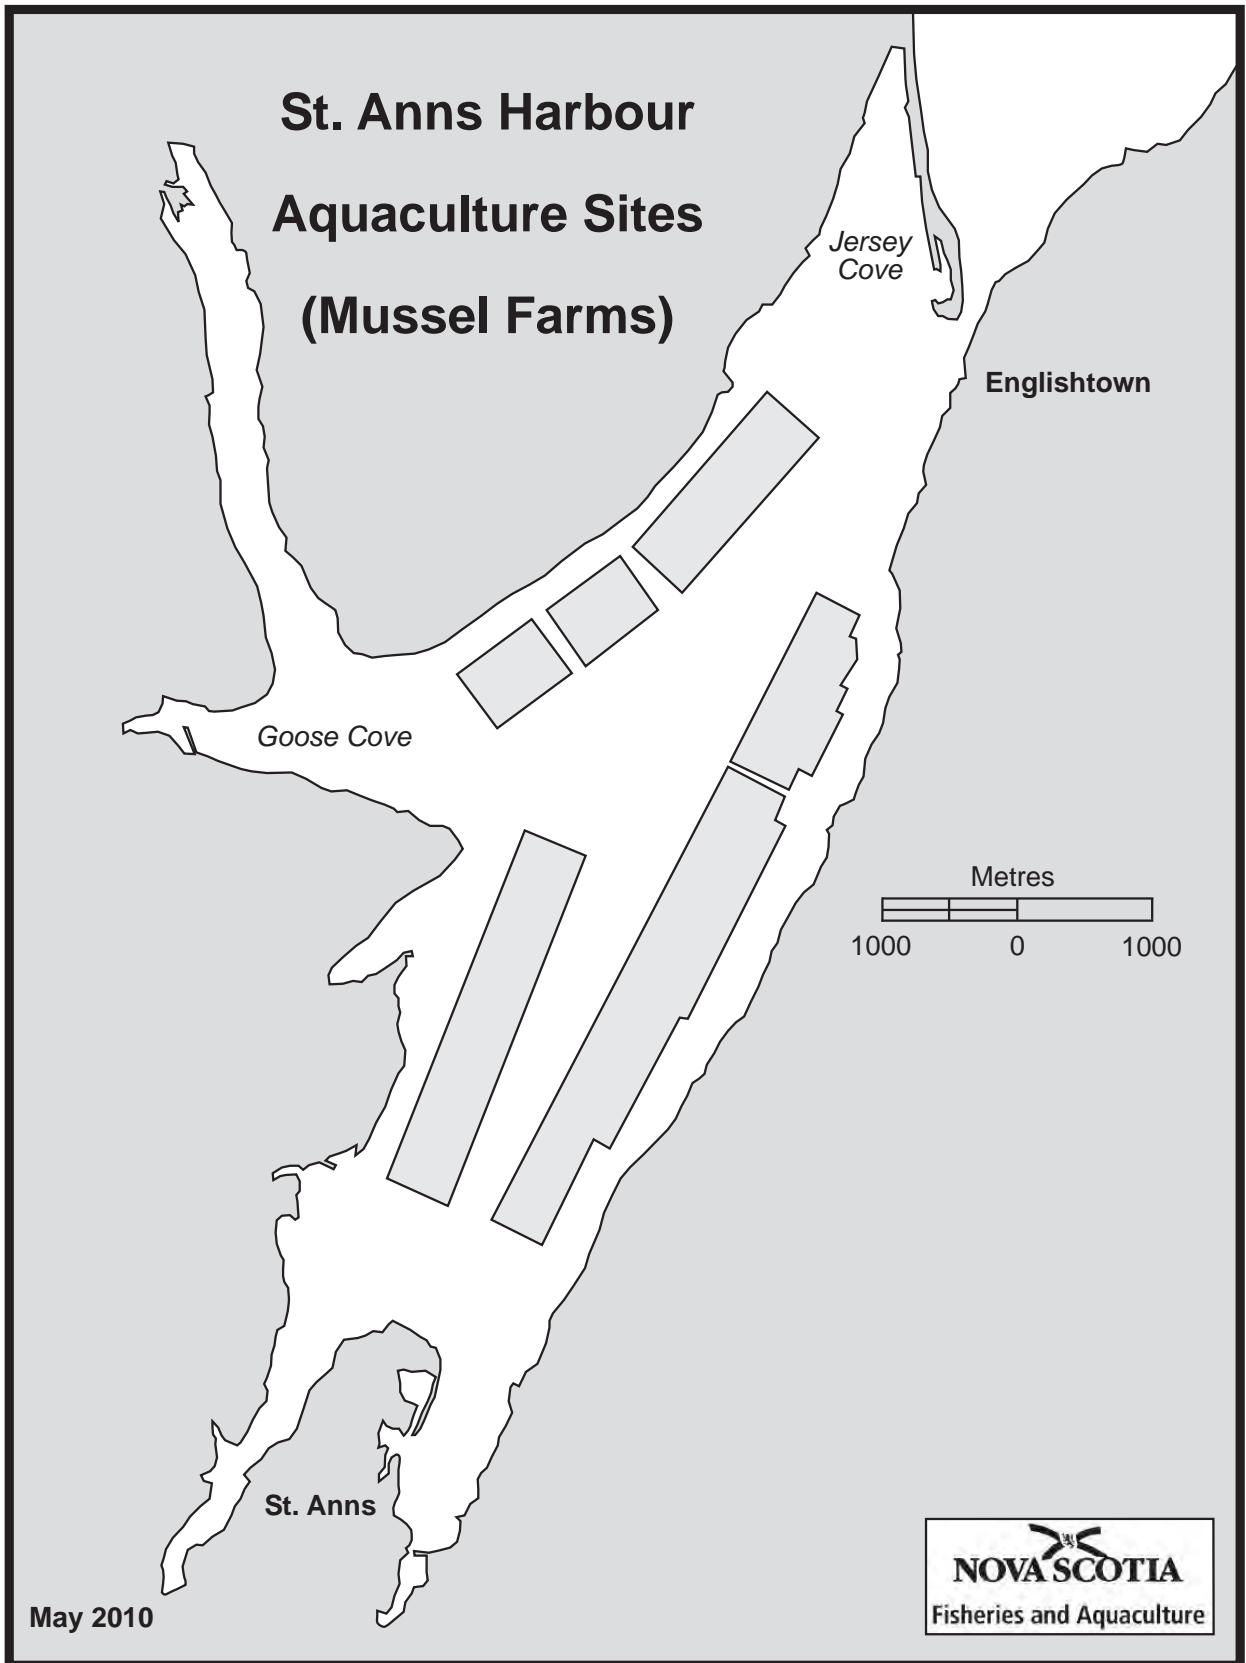 St. Anns Harbour
Aquaculture Sites
(Mussel Farms)
Jersey
Cove
Englishtown
Goose Cove
Metres
1000 0 1000
St. Anns
May 2010
NOVA SCOTIA
Fisheries and Aquaculture